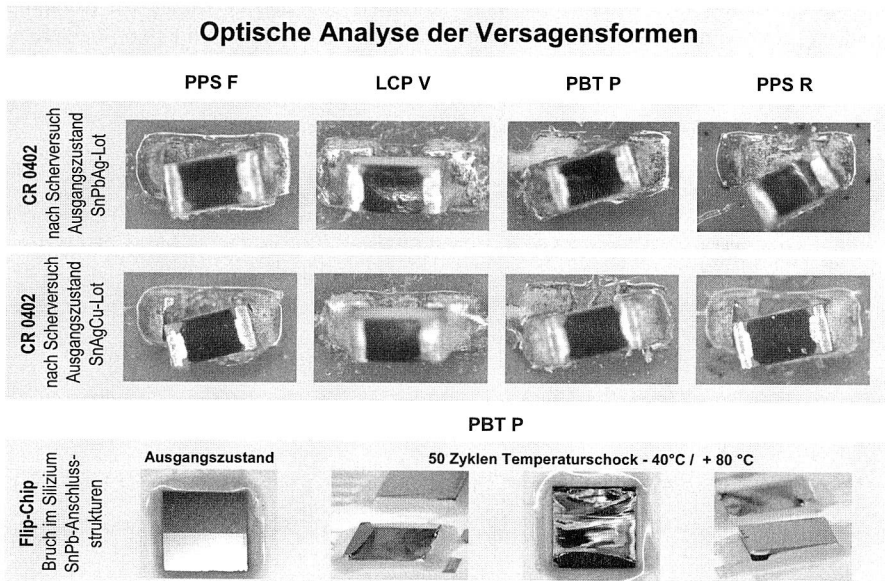 Optische Analyse der Versagensformen
PPS F
LCP V
PBT P
PPS R
CR 0402
nach Scherversuch
Ausgangszustand
SnPbAg-Lot
CR 0402
nach Scherversuch
Ausgangszustand
SnAgCu-Lot
PBT P
Ausgangszustand
50 Zyklen Temperaturschock - 40°C / + 80 °C
Flip-Chip
Bruch im Silizium
SnPb-Anschluss-
strukturen